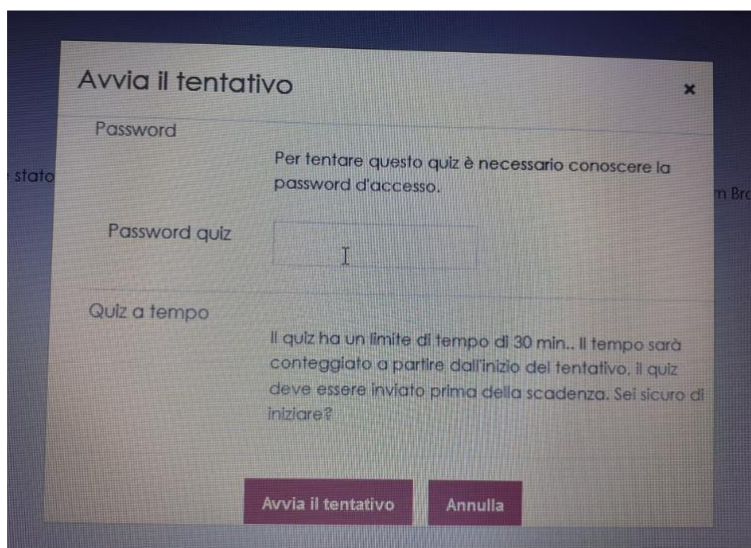 Avvia il tentativo
×
Password
Per tentare questo quiz è necessario conoscere la
password d'accesso.
stato
m Bro
Password quiz
Quiz a tempo
Il quiz ha un limite di tempo di 30 min.. Il tempo sarà
conteggiato a partire dall'inizio del tentativo, il quiz
deve essere inviato prima della scadenza. Sei sicuro di
iniziare?
Avvia il tentativo
Annulla